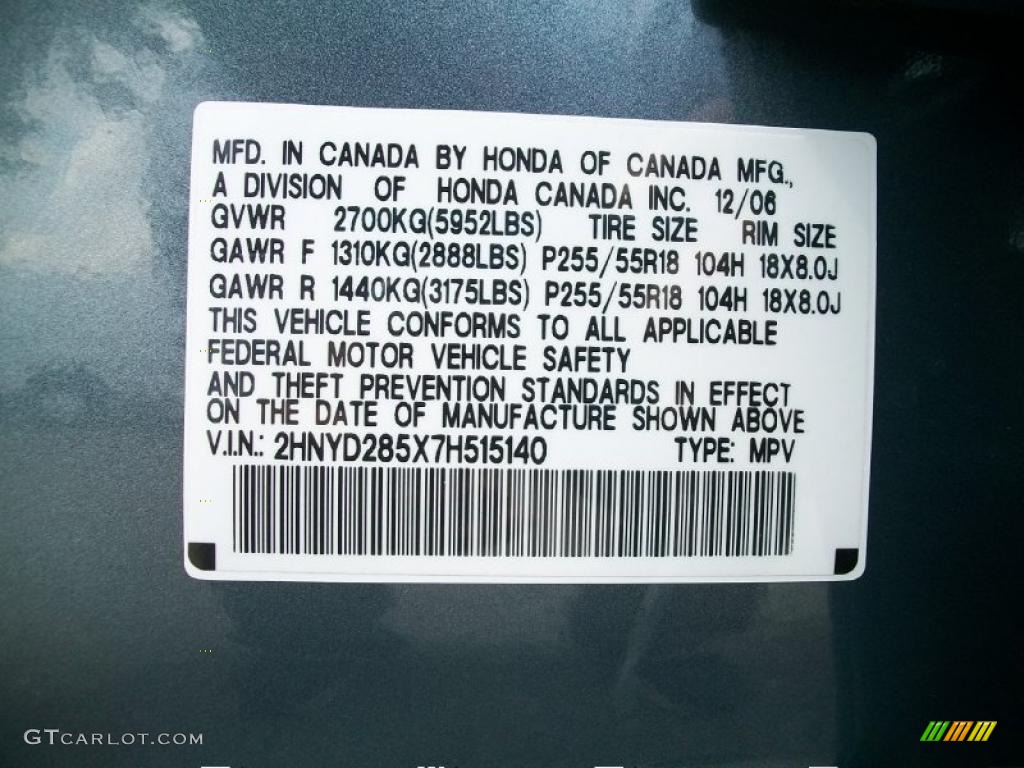 MFD. IN CANADA BY HONDA OF CANADA MFG.,
A DIVISION OF HONDA CANADA INC. 12/06
GVWR 2700KG(5952LBS) TIRE SIZE RIM SIZE
GAWR F 1310KG(2888LBS) P255/55R18 104H 18X8.0J
GAWR R 1440KG(3175LBS) P255/55R18 104H 18X8.0J
THIS VEHICLE CONFORMS TO ALL APPLICABLE
FEDERAL MOTOR VEHICLE SAFETY
AND THEFT PREVENTION STANDARDS IN EFFECT
ON THE DATE OF MANUFACTURE SHOWN ABOVE
V.I.N.: 2HNYD285X7H515140 TYPE: MPV
GTCARLOT.COM